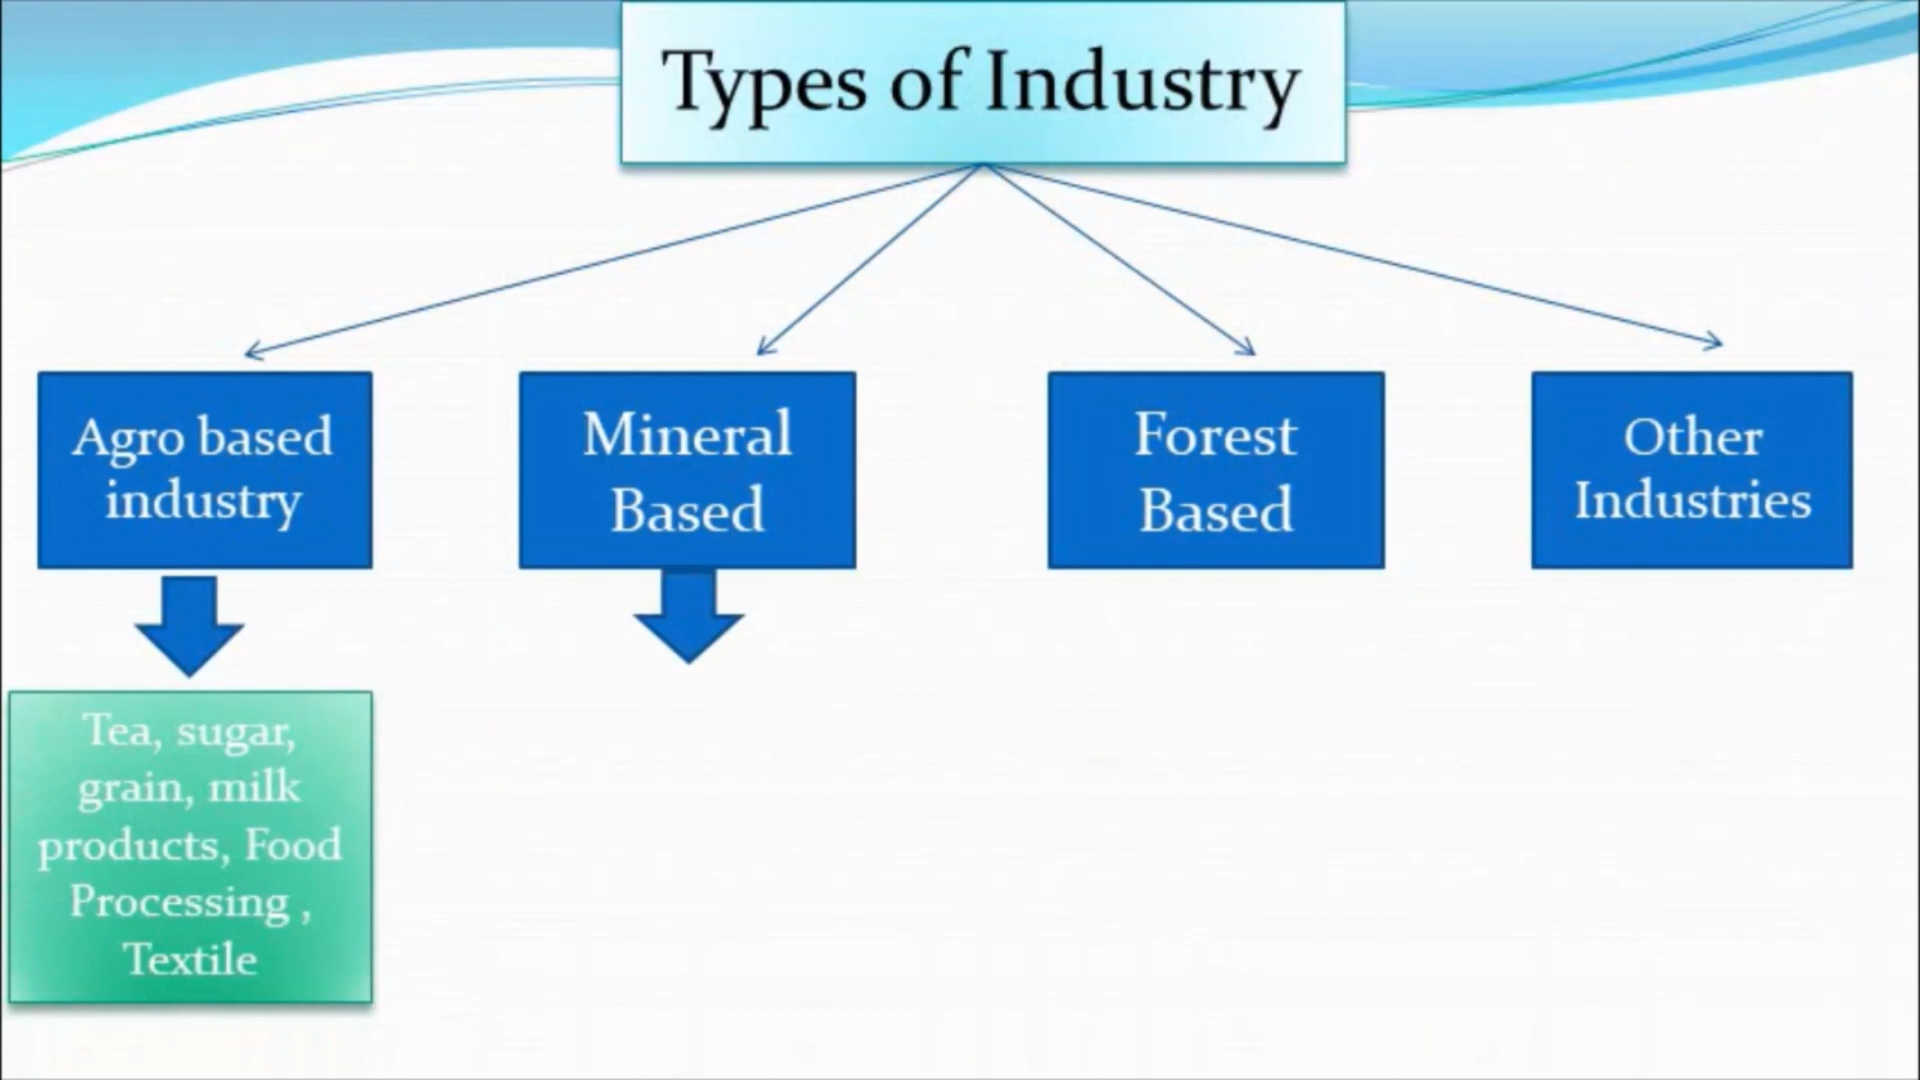 Types of Industry
Agro based
industry
Mineral
Based
Forest
Based
Other
Industries
Tea, sugar,
grain, milk
products, Food
Processing ,
Textile